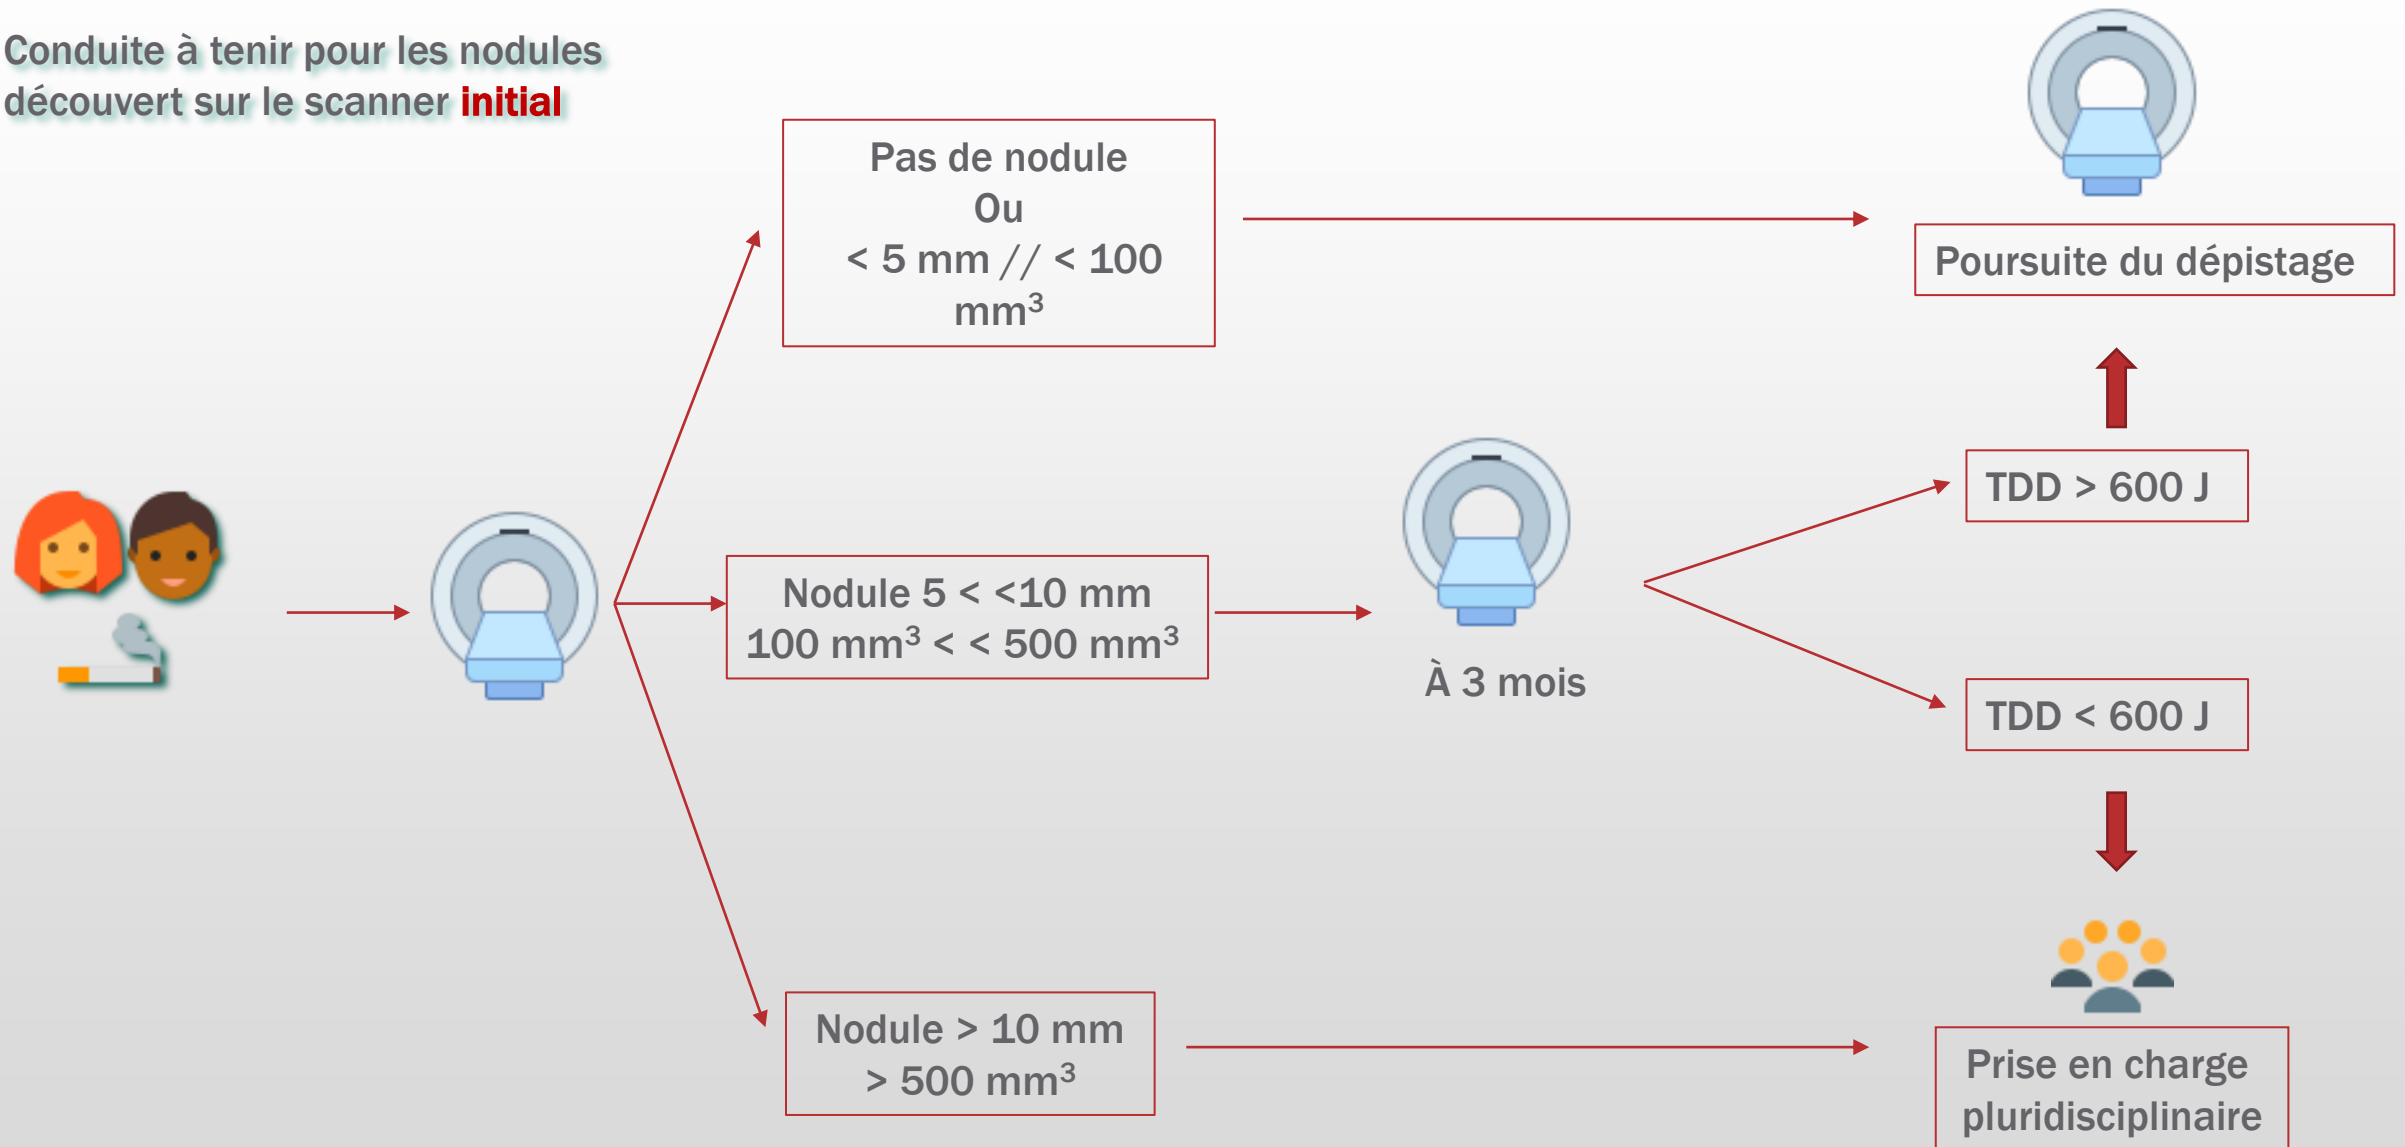 Conduite à tenir pour les nodules
découvert sur le scanner initial
Pas de nodule
Ou
< 5 mm // < 100
mm³
Poursuite du dépistage
TDD > 600 J
Nodule 5 < <10 mm
100 mm³ < < 500 mm³
À 3 mois
TDD < 600 J
Nodule > 10 mm
> 500 mm³
Prise en charge
pluridisciplinaire